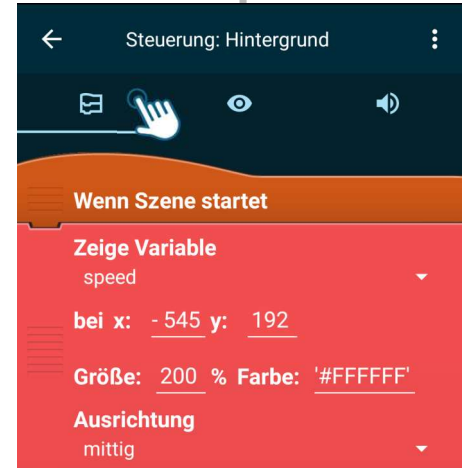 Steuerung: Hintergrund
Wenn Szene startet
Zeige Variable
speed
bei x: - 545 y: 192
Größe: 200 % Farbe: '#FFFFFF'
Ausrichtung
mittig